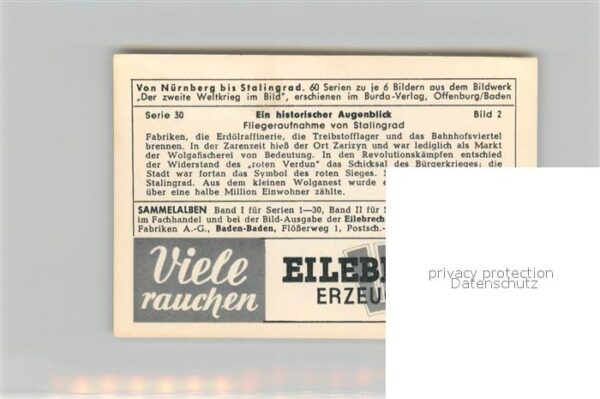 Von Nürnberg bis Stalingrad. 60 Serien zu je 6 Bildern aus dem Bildwerk
„Der zweite Weltkrieg im Bild", erschienen im Burda-Verlag, Offenburg/Baden
Serie 30 Ein historischer Augenblick Bild 2
Fliegeraufnahme von Stalingrad
Fabriken, die Erdölraffinerie, die Treibstofflager und das Bahnhofsviertel
brennen. In der Zarenzeit hieß der Ort Zarizyn und war lediglich als Markt
der Wolgafischerei von Bedeutung. In den Revolutionskämpfen entschied
der Widerstand des „roten Verdun" das Schicksal des Bürgerkrieges; die
Stadt war fortan das Symbol des roten Sieges.
Stalingrad. Aus dem kleinen Wolganest wurde
über eine halbe Million Einwohner zählte.
SAMMELALBEN Band I für Serien 1—30, Band II für
im Fachhandel und bei der Bild-Ausgabe der
Fabriken A.-G., Baden-Baden, Flößerweg 1, Postsch.-
Viele
rauchen
privacy protection
Datenschutz